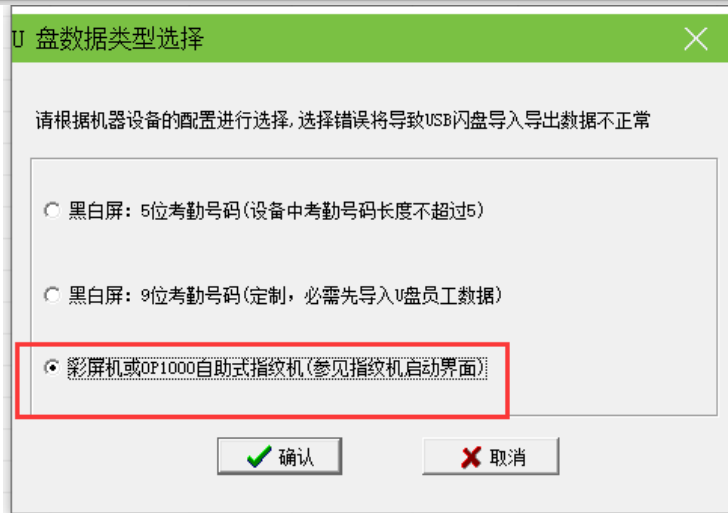 U 盘数据类型选择
请根据机器设备的配置进行选择,选择错误将导致USB闪盘导入导出数据不正常
黑白屏: 5位考勤号码(设备中考勤号码长度不超过5)
黑白屏: 9位考勤号码(定制，必需先导入U盘员工数据)
彩屏机或OP1000自助式指纹机(参见指纹机启动界面)
确认
取消